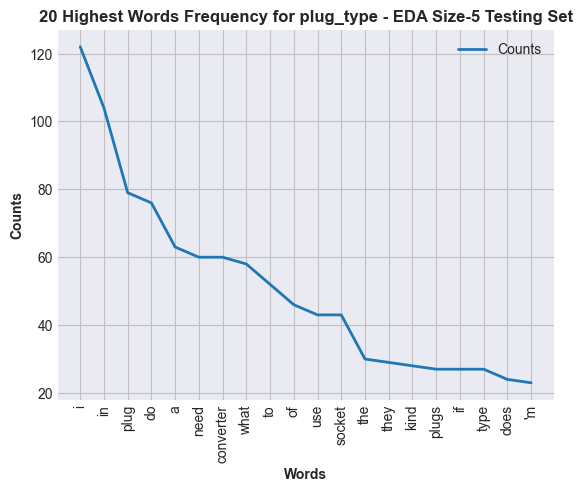 20 Highest Words Frequency for plug_type - EDA Size-5 Testing Set
Counts
120
100
80
60
40
20
Counts
i
in
plug
do
a
need
converter
what
to
of
use
socket
the
they
kind
plugs
if
type
does
'm
Words